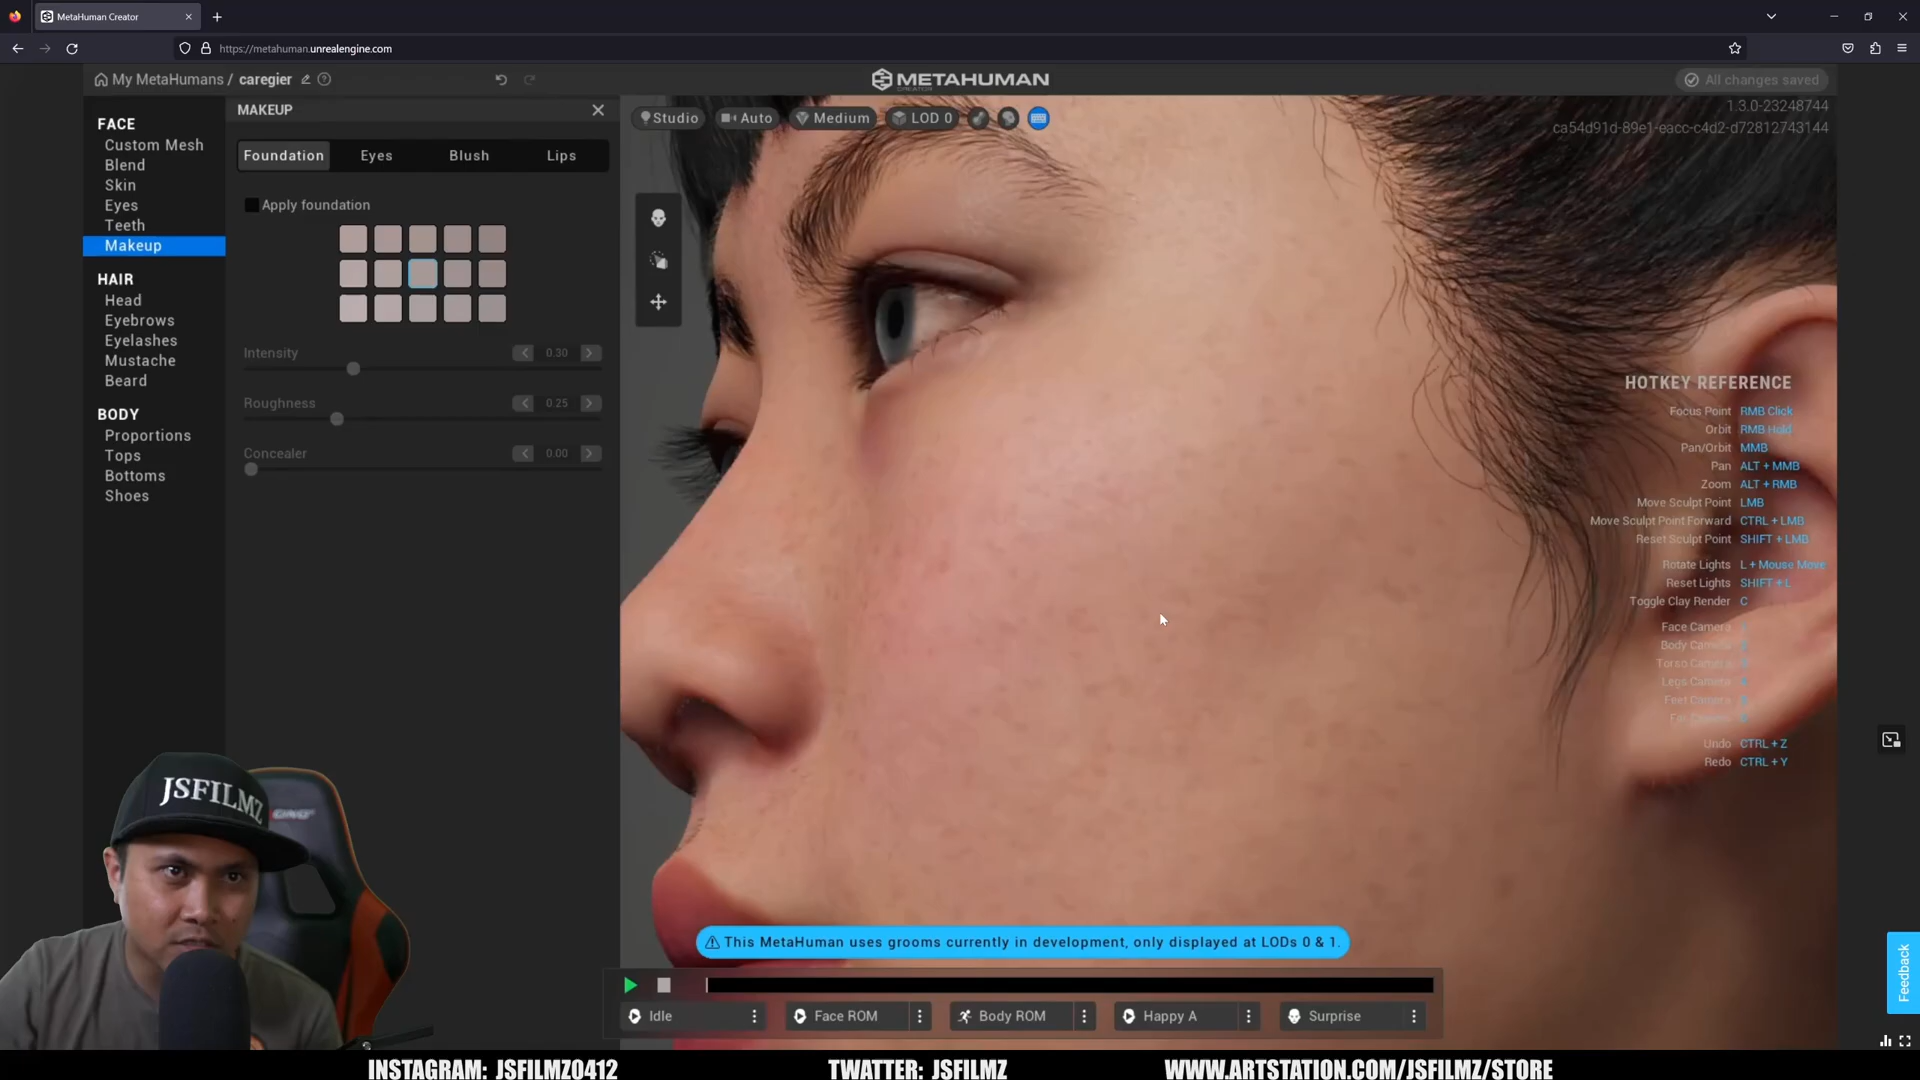 MetaHuman Creator
https://metahuman.unrealengine.com
My MetaHumans / caregier
METAHUMAN
CREATOR
All changes saved
FACE
Custom Mesh
Blend
Skin
Eyes
Teeth
Makeup
HAIR
Head
Eyebrows
Eyelashes
Mustache
Beard
BODY
Proportions
Tops
Bottoms
Shoes
MAKEUP
Foundation
Eyes
Blush
Lips
Apply foundation
Intensity
0.30
Roughness
0.25
Concealer
0.00
Studio
Auto
Medium
LOD 0
1.3.0-23248744
ca54d91d-89e1-eacc-c4d2-d72812743144
HOTKEY REFERENCE
Focus Point RMB Click
Orbit RMB Hold
Pan/Orbit MMB
Pan ALT + MMB
Zoom ALT + RMB
Move Sculpt Point LMB
Move Sculpt Point Forward CTRL + LMB
Reset Sculpt Point SHIFT + LMB
Rotate Lights L + Mouse Move
Reset Lights SHIFT + L
Toggle Clay Render C
Face Camera
Body Camera
Torso Camera
Legs Camera
Feet Camera
Far Camera
Undo CTRL + Z
Redo CTRL + Y
This MetaHuman uses grooms currently in development, only displayed at LODs 0 & 1.
Idle
Face ROM
Body ROM
Happy A
Surprise
Feedback
JSFILMZ
INSTAGRAM: JSFILMZ0412
TWATTER: JSFILMZ
WWW.ARTSTATION.COM/JSFILMZ/STORE